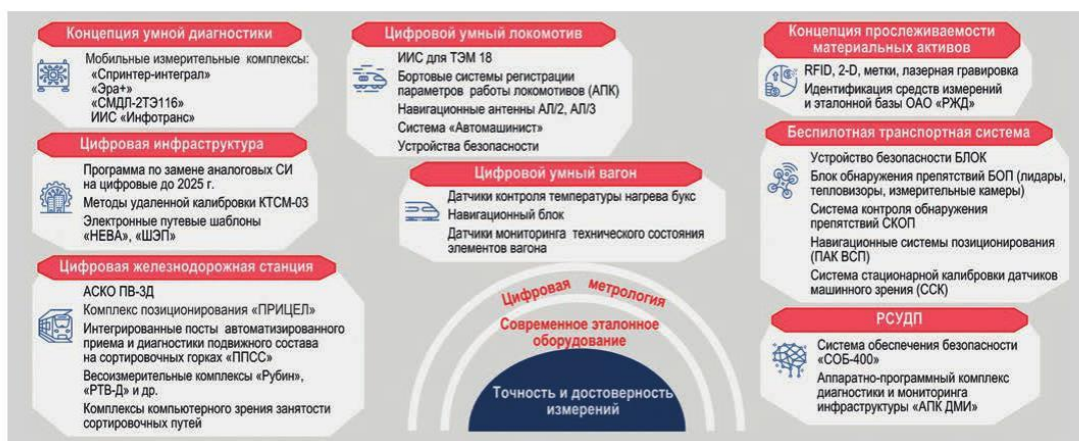 Концепция умной диагностики
Мобильные измерительные комплексы:
«Спринтер-интеграл»
«Эра+»
«СМДЛ-2ТЭ116»
ИИС «Инфотранс»
Цифровая инфраструктура
Программа по замене аналоговых СИ
на цифровые до 2025 г.
Методы удаленной калибровки КТСМ-03
Электронные путевые шаблоны
«НЕВА», «ШЭП»
Цифровая железнодорожная станция
АСКО ПВ-3Д
Комплекс позиционирования «ПРИЦЕЛ»
Интегрированные посты автоматизированного
приема и диагностики подвижного состава
на сортировочных горках «ППСС»
Весоизмерительные комплексы «Рубин»,
«РТВ-Д» и др.
Комплексы компьютерного зрения занятости
сортировочных путей
Цифровой умный локомотив
ИИС для ТЭМ 18
Бортовые системы регистрации
параметров работы локомотивов (АПК)
Навигационные антенны АЛ/2, АЛ/3
Система «Автомашинист»
Устройства безопасности
Цифровой умный вагон
Датчики контроля температуры нагрева букс
Навигационный блок
Датчики мониторинга технического состояния
элементов вагона
Цифровая метрология
Современное эталонное
оборудование
Точность и достоверность
измерений
Концепция прослеживаемости
материальных активов
RFID, 2-D, метки, лазерная гравировка
Идентификация средств измерений
и эталонной базы ОАО «РЖД»
Беспилотная транспортная система
Устройство безопасности БЛОК
Блок обнаружения препятствий БОП (лидары,
тепловизоры, измерительные камеры)
Система контроля обнаружения
препятствий СКОП
Навигационные системы позиционирования
(ПАК ВСП)
Система стационарной калибровки датчиков
машинного зрения (ССК)
РСУДП
Система обеспечения безопасности
«СОБ-400»
Аппаратно-программный комплекс
диагностики и мониторинга
инфраструктуры «АПК ДМИ»